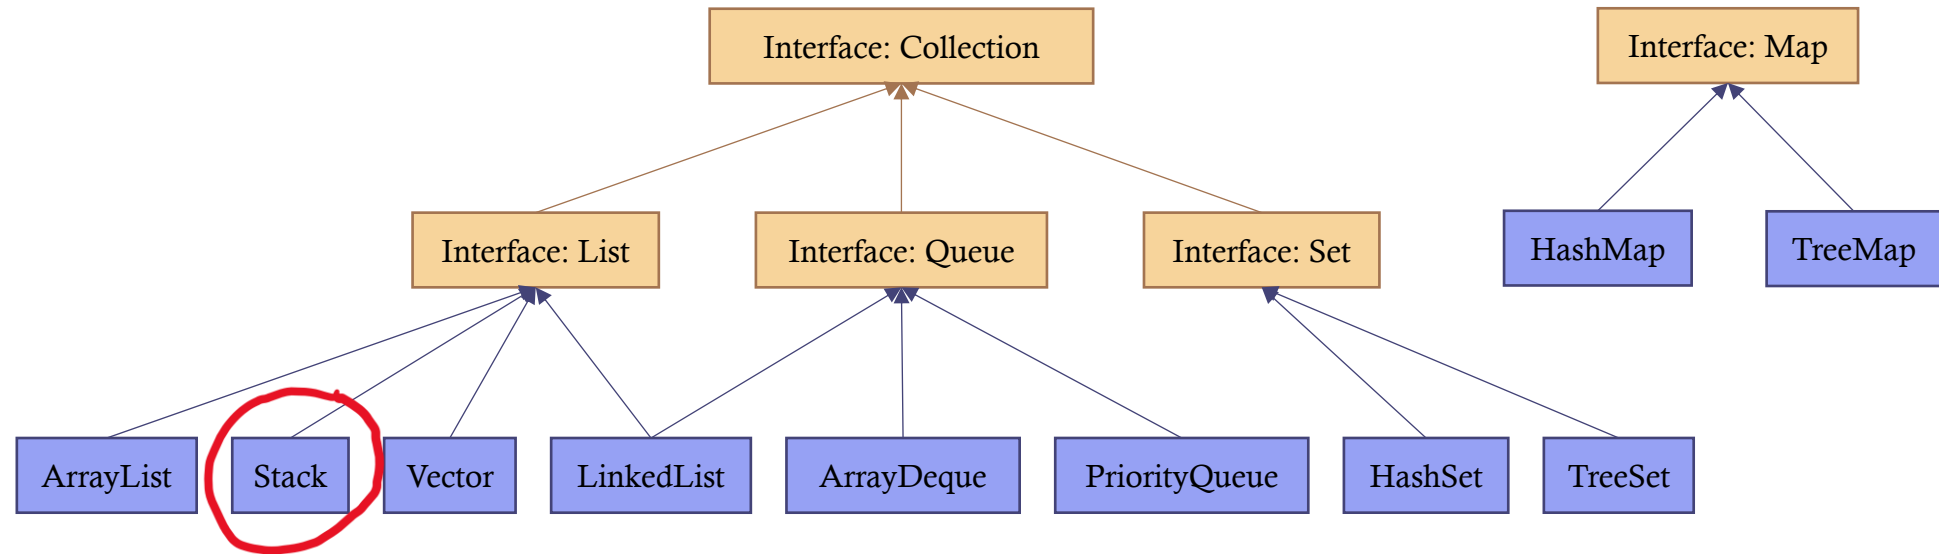 Interface: Collection
Interface: Map
Interface: List
Interface: Queue
Interface: Set
HashMap
TreeMap
ArrayList
Stack
Vector
LinkedList
ArrayDeque
PriorityQueue
HashSet
TreeSet